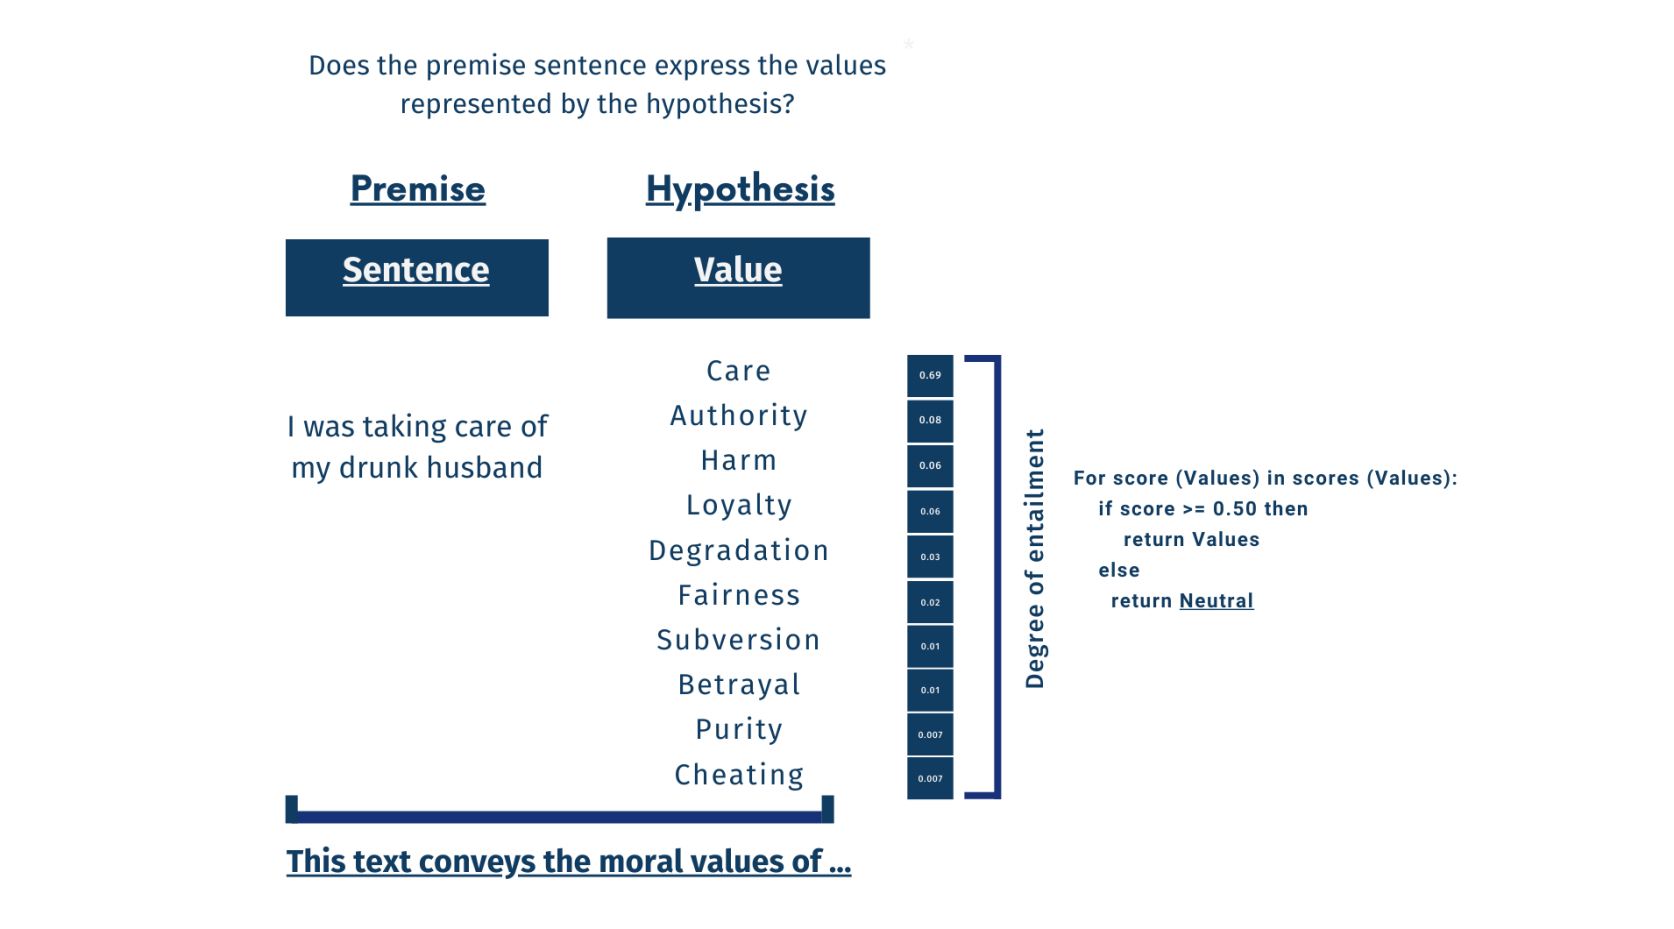 *
Does the premise sentence express the values
represented by the hypothesis?
Premise
Hypothesis
Sentence
Value
I was taking care of
my drunk husband
Care
Authority
Harm
Loyalty
Degradation
Fairness
Subversion
Betrayal
Purity
Cheating
0.69
0.08
0.06
0.06
0.03
0.02
0.01
0.01
0.007
0.007
Degree of entailment
For score (Values) in scores (Values):
if score >= 0.50 then
return Values
else
return Neutral
This text conveys the moral values of ...